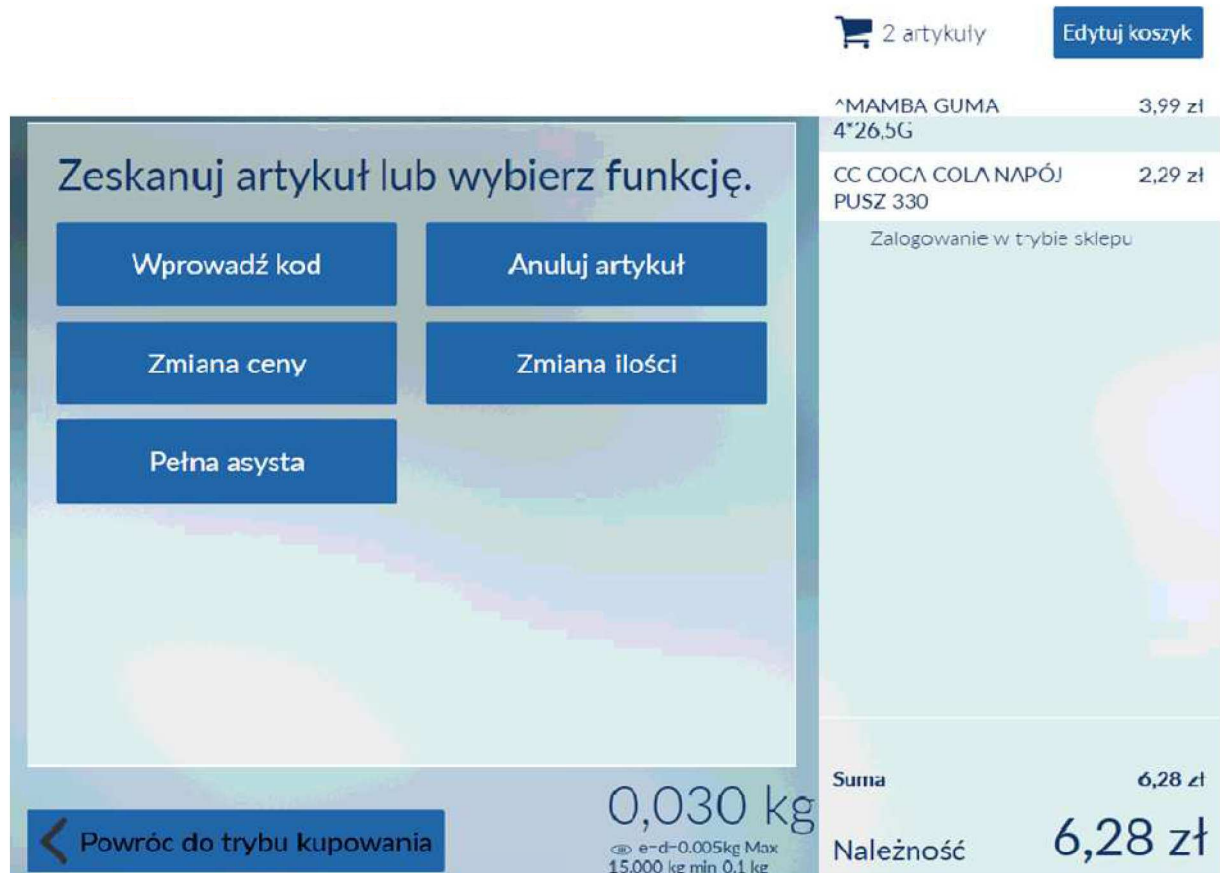 2 artykuły
Edytuj koszyk
^MAMBA GUMA 3,99 zł
4*26,5G
CC COCA COLA NAPÓJ 2,29 zł
PUSZ 330
Zalogowanie w trybie sklepu
Zeskanuj artykuł lub wybierz funkcję.
Wprowadź kod
Anuluj artykuł
Zmiana ceny
Zmiana ilości
Pełna asysta
Powróc do trybu kupowania
0,030 kg
e=d=0.005kg Max
15.000 kg min 0.1 kg
Suma 6,28 zł
Należność 6,28 zł